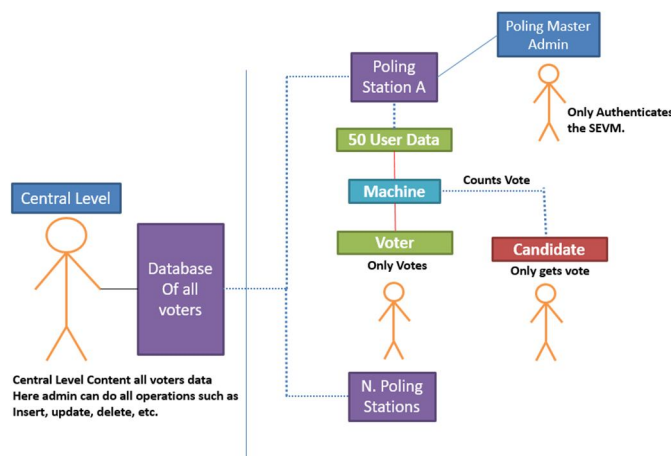 Poling Master
Admin
Poling
Station A
Only Authenticates
the SEVM.
50 User Data
Counts Vote
Machine
Central Level
Voter
Candidate
Only Votes
Only gets vote
Database
Of all
voters
Central Level Content all voters data
Here admin can do all operations such as
Insert, update, delete, etc.
N. Poling
Stations